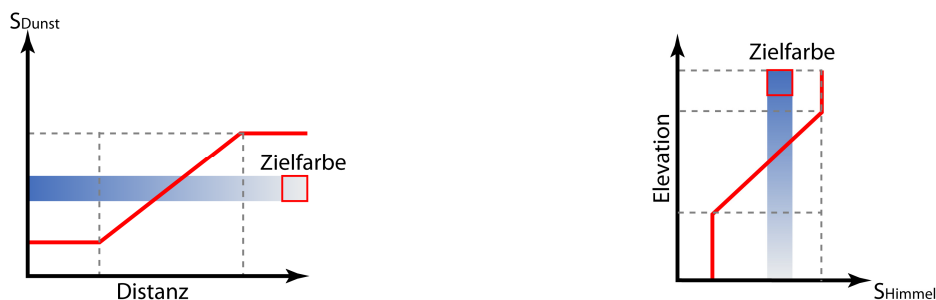 SDunst
Zielfarbe
Distanz
Zielfarbe
Elevation
SHimmel